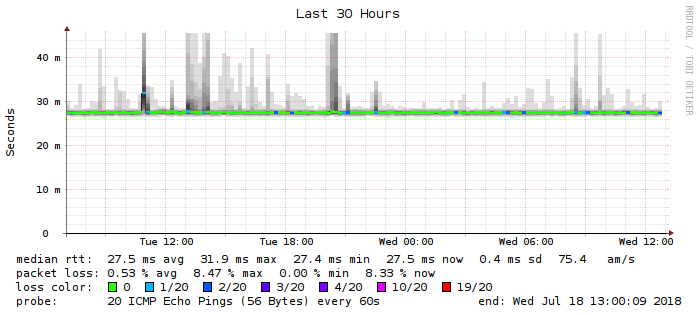 Last 30 Hours
RRDTOOL / TOBI OETIKER
Seconds
40 m
30 m
20 m
10 m
0
Tue 12:00 Tue 18:00 Wed 00:00 Wed 06:00 Wed 12:00
median rtt: 27.5 ms avg 31.9 ms max 27.4 ms min 27.5 ms now 0.4 ms sd 75.4 am/s
packet loss: 0.53 % avg 8.47 % max 0.00 % min 8.33 % now
loss color: 0 1/20 2/20 3/20 4/20 10/20 19/20
probe: 20 ICMP Echo Pings (56 Bytes) every 60s end: Wed Jul 18 13:00:09 2018